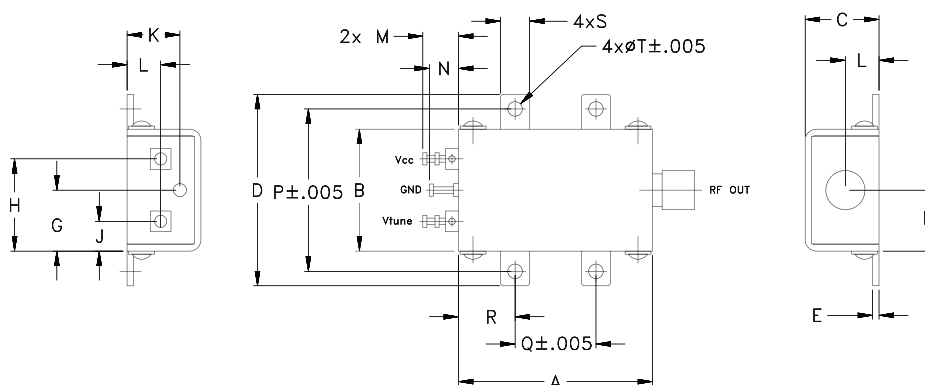 K
L
2x M
N
4xS
4xøT±.005
C
L
Vcc
GND
Vtune
D
P±.005
B
RF OUT
H
G
J
R
Q±.005
A
E